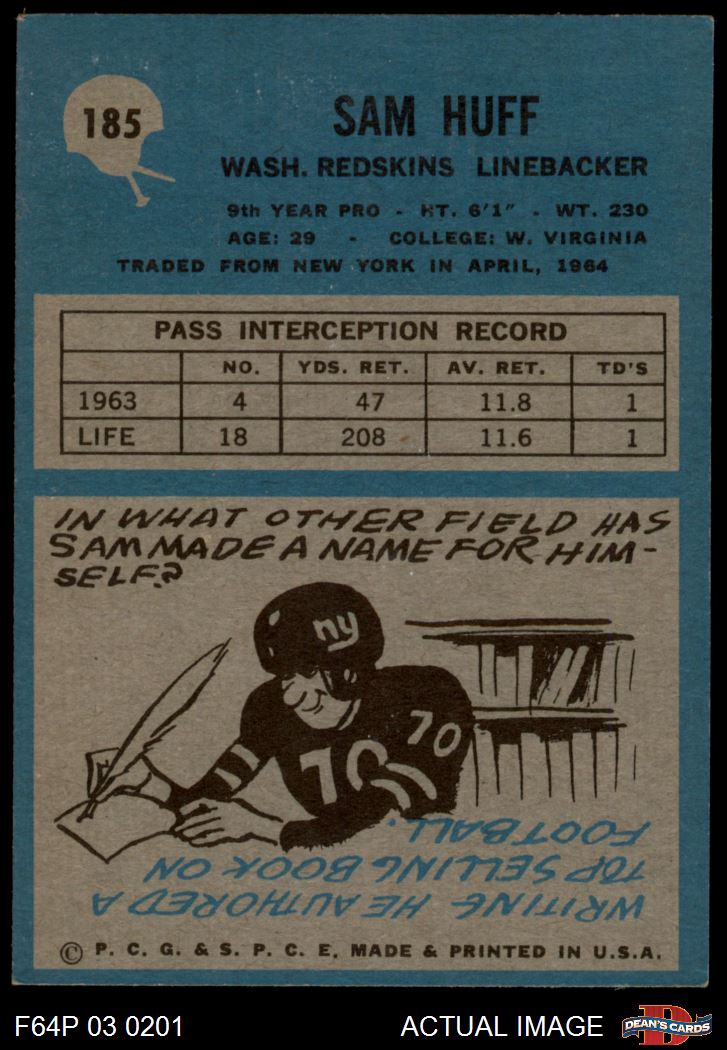 185
SAM HUFF
WASH. REDSKINS LINEBACKER
9th YEAR PRO - HT. 6'1" - WT. 230
AGE: 29 - COLLEGE: W. VIRGINIA
TRADED FROM NEW YORK IN APRIL, 1964
PASS INTERCEPTION RECORD
NO. YDS. RET. AV. RET. TD'S
1963 4 47 11.8 1
LIFE 18 208 11.6 1
IN WHAT OTHER FIELD HAS
SAM MADE A NAME FOR HIM-
SELF?
ny
70
70
WRITING - HE AUTHORED A
TOP SELLING BOOK ON
FOOTBALL.
© P. C. G. & S. P. C. E. MADE & PRINTED IN U.S.A.
F64P 03 0201 ACTUAL IMAGE
D
DEAN'S CARDS